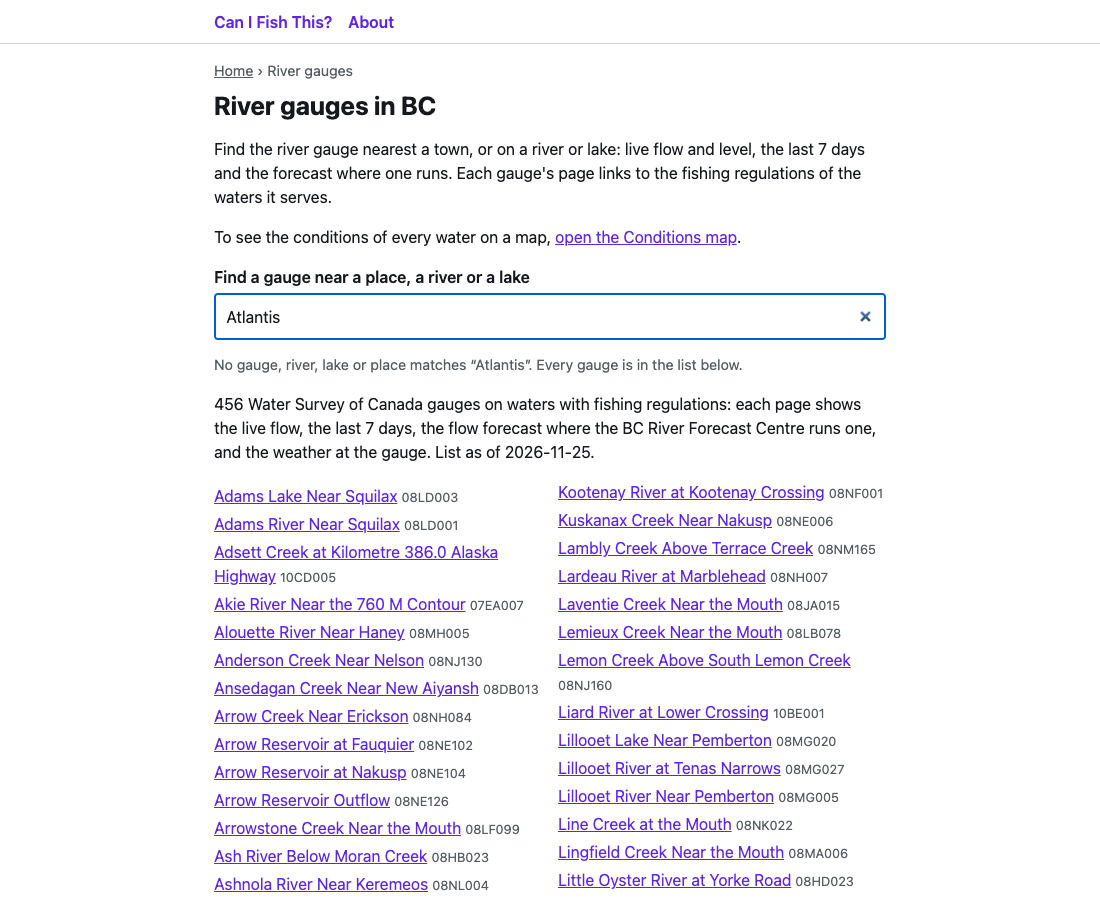 Can I Fish This? About
Home › River gauges
River gauges in BC
Find the river gauge nearest a town, or on a river or lake: live flow and level, the last 7 days
and the forecast where one runs. Each gauge's page links to the fishing regulations of the
waters it serves.
To see the conditions of every water on a map, open the Conditions map.
Find a gauge near a place, a river or a lake
Atlantis
No gauge, river, lake or place matches “Atlantis”. Every gauge is in the list below.
456 Water Survey of Canada gauges on waters with fishing regulations: each page shows
the live flow, the last 7 days, the flow forecast where the BC River Forecast Centre runs one,
and the weather at the gauge. List as of 2026-11-25.
Adams Lake Near Squilax 08LD003
Adams River Near Squilax 08LD001
Adsett Creek at Kilometre 386.0 Alaska
Highway 10CD005
Akie River Near the 760 M Contour 07EA007
Alouette River Near Haney 08MH005
Anderson Creek Near Nelson 08NJ130
Ansedagan Creek Near New Aiyansh 08DB013
Arrow Creek Near Erickson 08NH084
Arrow Reservoir at Fauquier 08NE102
Arrow Reservoir at Nakusp 08NE104
Arrow Reservoir Outflow 08NE126
Arrowstone Creek Near the Mouth 08LF099
Ash River Below Moran Creek 08HB023
Ashnola River Near Keremeos 08NL004
Kootenay River at Kootenay Crossing 08NF001
Kuskanax Creek Near Nakusp 08NE006
Lambly Creek Above Terrace Creek 08NM165
Lardeau River at Marblehead 08NH007
Laventie Creek Near the Mouth 08JA015
Lemieux Creek Near the Mouth 08LB078
Lemon Creek Above South Lemon Creek
08NJ160
Liard River at Lower Crossing 10BE001
Lillooet Lake Near Pemberton 08MG020
Lillooet River at Tenas Narrows 08MG027
Lillooet River Near Pemberton 08MG005
Line Creek at the Mouth 08NK022
Lingfield Creek Near the Mouth 08MA006
Little Oyster River at Yorke Road 08HD023